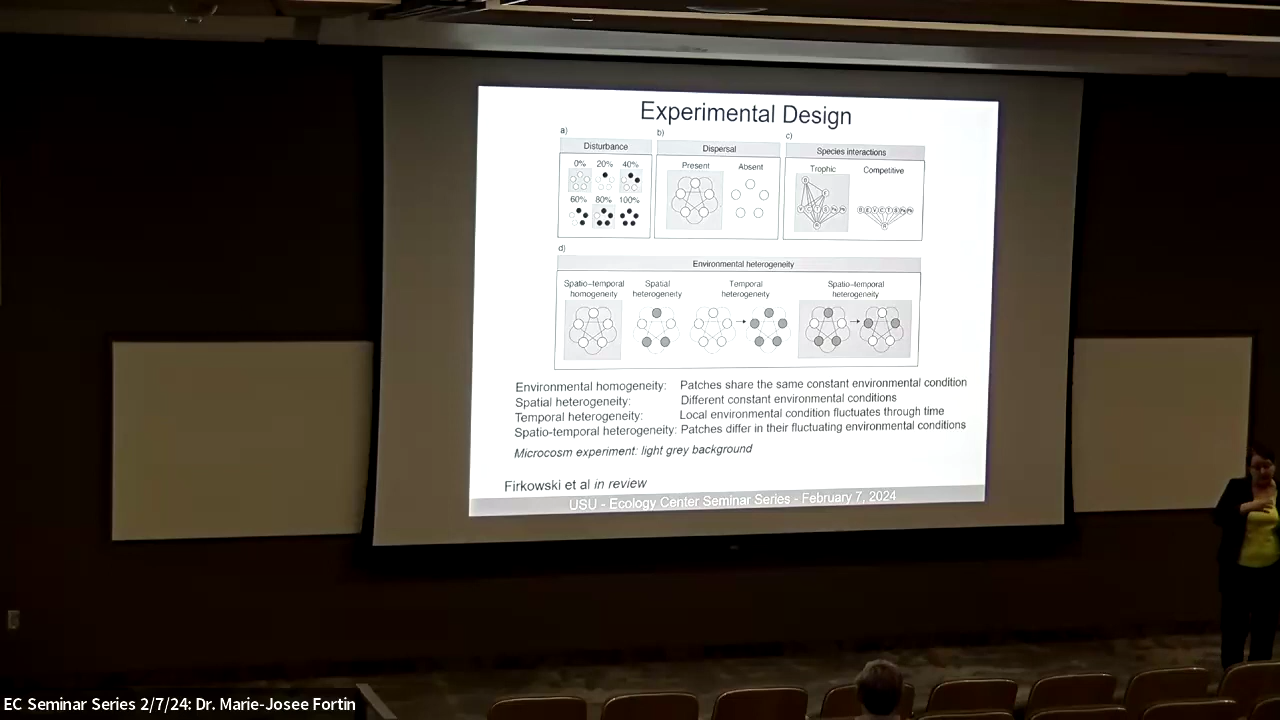 Experimental Design
a)
b)
c)
Disturbance
Dispersal
Species interactions
0% 20% 40%
Present Absent
Trophic Competitive
60% 80% 100%
d)
Environmental heterogeneity
Spatio-temporal homogeneity
Spatial heterogeneity
Temporal heterogeneity
Spatio-temporal heterogeneity
Environmental homogeneity: Patches share the same constant environmental condition
Spatial heterogeneity: Different constant environmental conditions
Temporal heterogeneity: Local environmental condition fluctuates through time
Spatio-temporal heterogeneity: Patches differ in their fluctuating environmental conditions
Microcosm experiment: light grey background
Firkowski et al in review
USU - Ecology Center Seminar Series - February 7, 2024
EC Seminar Series 2/7/24: Dr. Marie-Josee Fortin